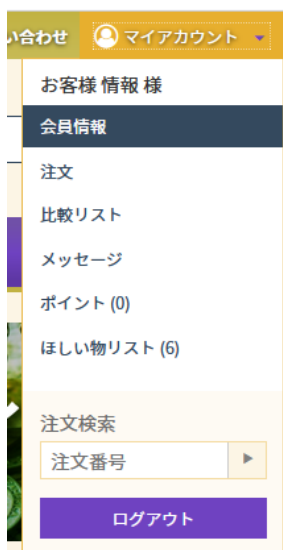 い合わせ マイアカウント
お客様 情報 様
会員情報
注文
比較リスト
メッセージ
ポイント (0)
ほしい物リスト (6)
注文検索
注文番号
ログアウト